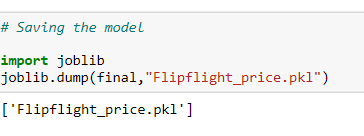 # Saving the model
import joblib
joblib.dump(final,"Flipflight_price.pkl")
['Flipflight_price.pkl']